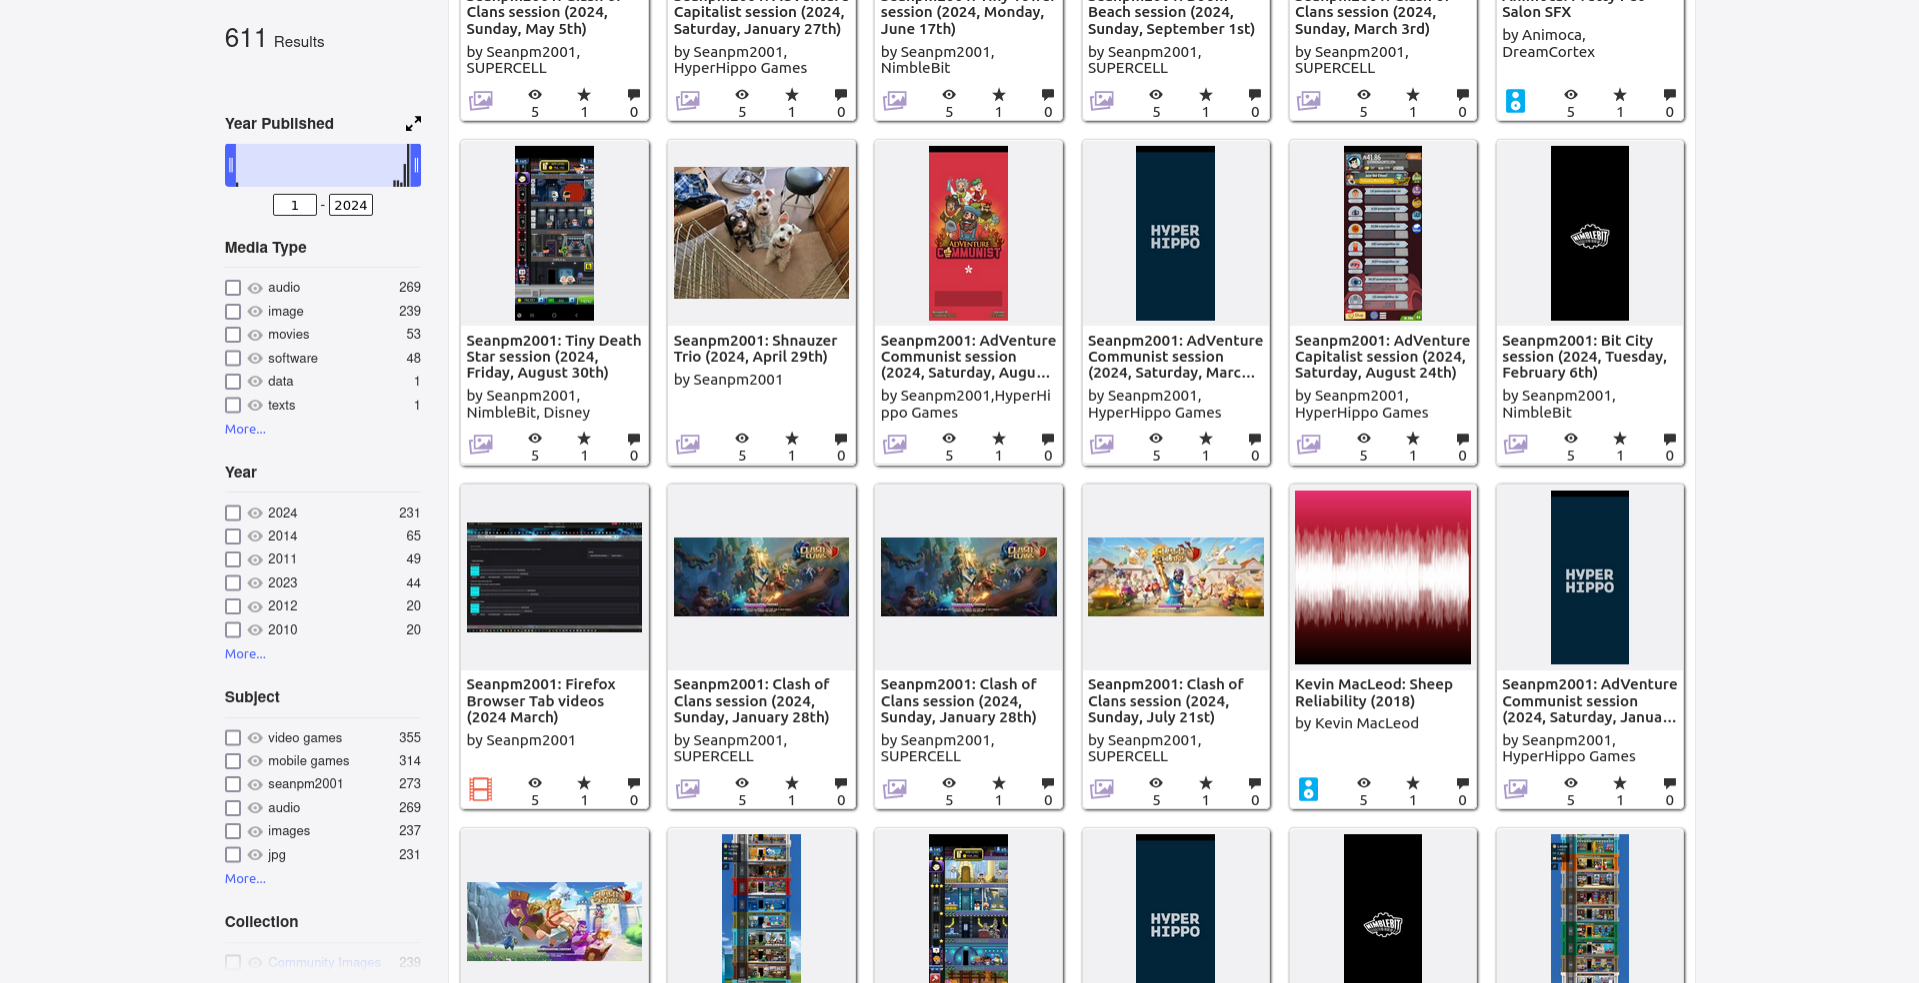 611 Results
Year Published
1 - 2024
Media Type
audio 269
image 239
movies 53
software 48
data 1
texts 1
More...
Year
2024 231
2014 65
2011 49
2023 44
2012 20
2010 20
More...
Subject
video games 355
mobile games 314
seanpm2001 273
audio 269
images 237
jpg 231
More...
Collection
Community Images 239
Clans session (2024,
Sunday, May 5th)
by Seanpm2001,
SUPERCELL
5 1 0
Capitalist session (2024,
Saturday, January 27th)
by Seanpm2001,
HyperHippo Games
5 1 0
session (2024, Monday,
June 17th)
by Seanpm2001,
NimbleBit
5 1 0
Beach session (2024,
Sunday, September 1st)
by Seanpm2001,
SUPERCELL
5 1 0
Clans session (2024,
Sunday, March 3rd)
by Seanpm2001,
SUPERCELL
5 1 0
Salon SFX
by Animoca,
DreamCortex
5 1 0
Seanpm2001: Tiny Death
Star session (2024,
Friday, August 30th)
by Seanpm2001,
NimbleBit, Disney
5 1 0
Seanpm2001: Shnauzer
Trio (2024, April 29th)
by Seanpm2001
5 1 0
ADVENTURE
COMMUNIST
Seanpm2001: AdVenture
Communist session
(2024, Saturday, Augu...
by Seanpm2001,HyperHi
ppo Games
5 1 0
HYPER
HIPPO
Seanpm2001: AdVenture
Communist session
(2024, Saturday, Marc...
by Seanpm2001,
HyperHippo Games
5 1 0
Seanpm2001: AdVenture
Capitalist session (2024,
Saturday, August 24th)
by Seanpm2001,
HyperHippo Games
5 1 0
NIMBLEBIT
Seanpm2001: Bit City
session (2024, Tuesday,
February 6th)
by Seanpm2001,
NimbleBit
5 1 0
Seanpm2001: Firefox
Browser Tab videos
(2024 March)
by Seanpm2001
5 1 0
CLASH
Seanpm2001: Clash of
Clans session (2024,
Sunday, January 28th)
by Seanpm2001,
SUPERCELL
5 1 0
CLASH
Seanpm2001: Clash of
Clans session (2024,
Sunday, January 28th)
by Seanpm2001,
SUPERCELL
5 1 0
Seanpm2001: Clash of
Clans session (2024,
Sunday, July 21st)
by Seanpm2001,
SUPERCELL
5 1 0
Kevin MacLeod: Sheep
Reliability (2018)
by Kevin MacLeod
5 1 0
HYPER
HIPPO
Seanpm2001: AdVenture
Communist session
(2024, Saturday, Janua...
by Seanpm2001,
HyperHippo Games
5 1 0
HYPER
HIPPO
NIMBLEBIT